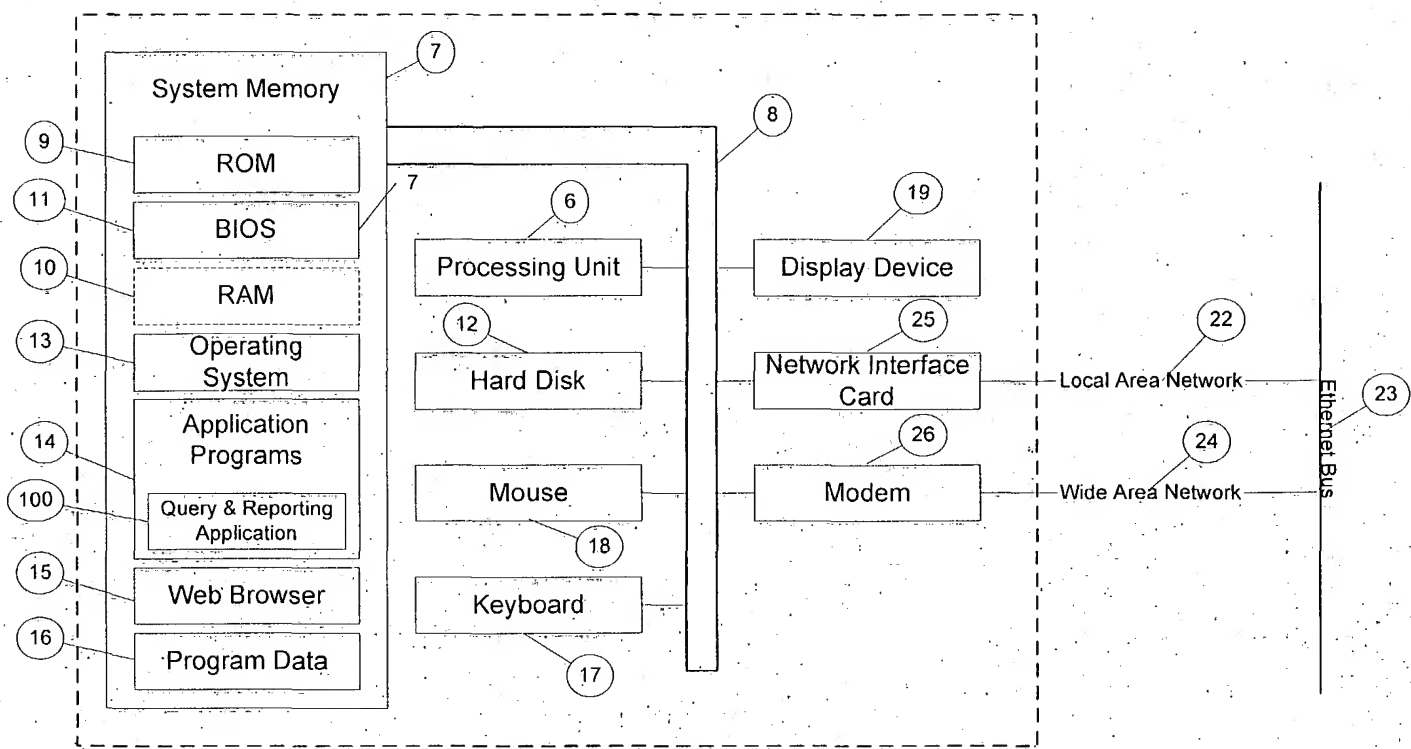 7
System Memory
8
9
ROM
7
11
BIOS
6
19
10
RAM
Processing Unit
Display Device
13
Operating
System
12
Hard Disk
25
Network Interface
Card
22
Local Area Network
Ethernet Bus
23
14
Application
Programs
26
24
100
Query & Reporting
Application
Mouse
Modem
Wide Area Network
18
15
Web Browser
Keyboard
16
Program Data
17